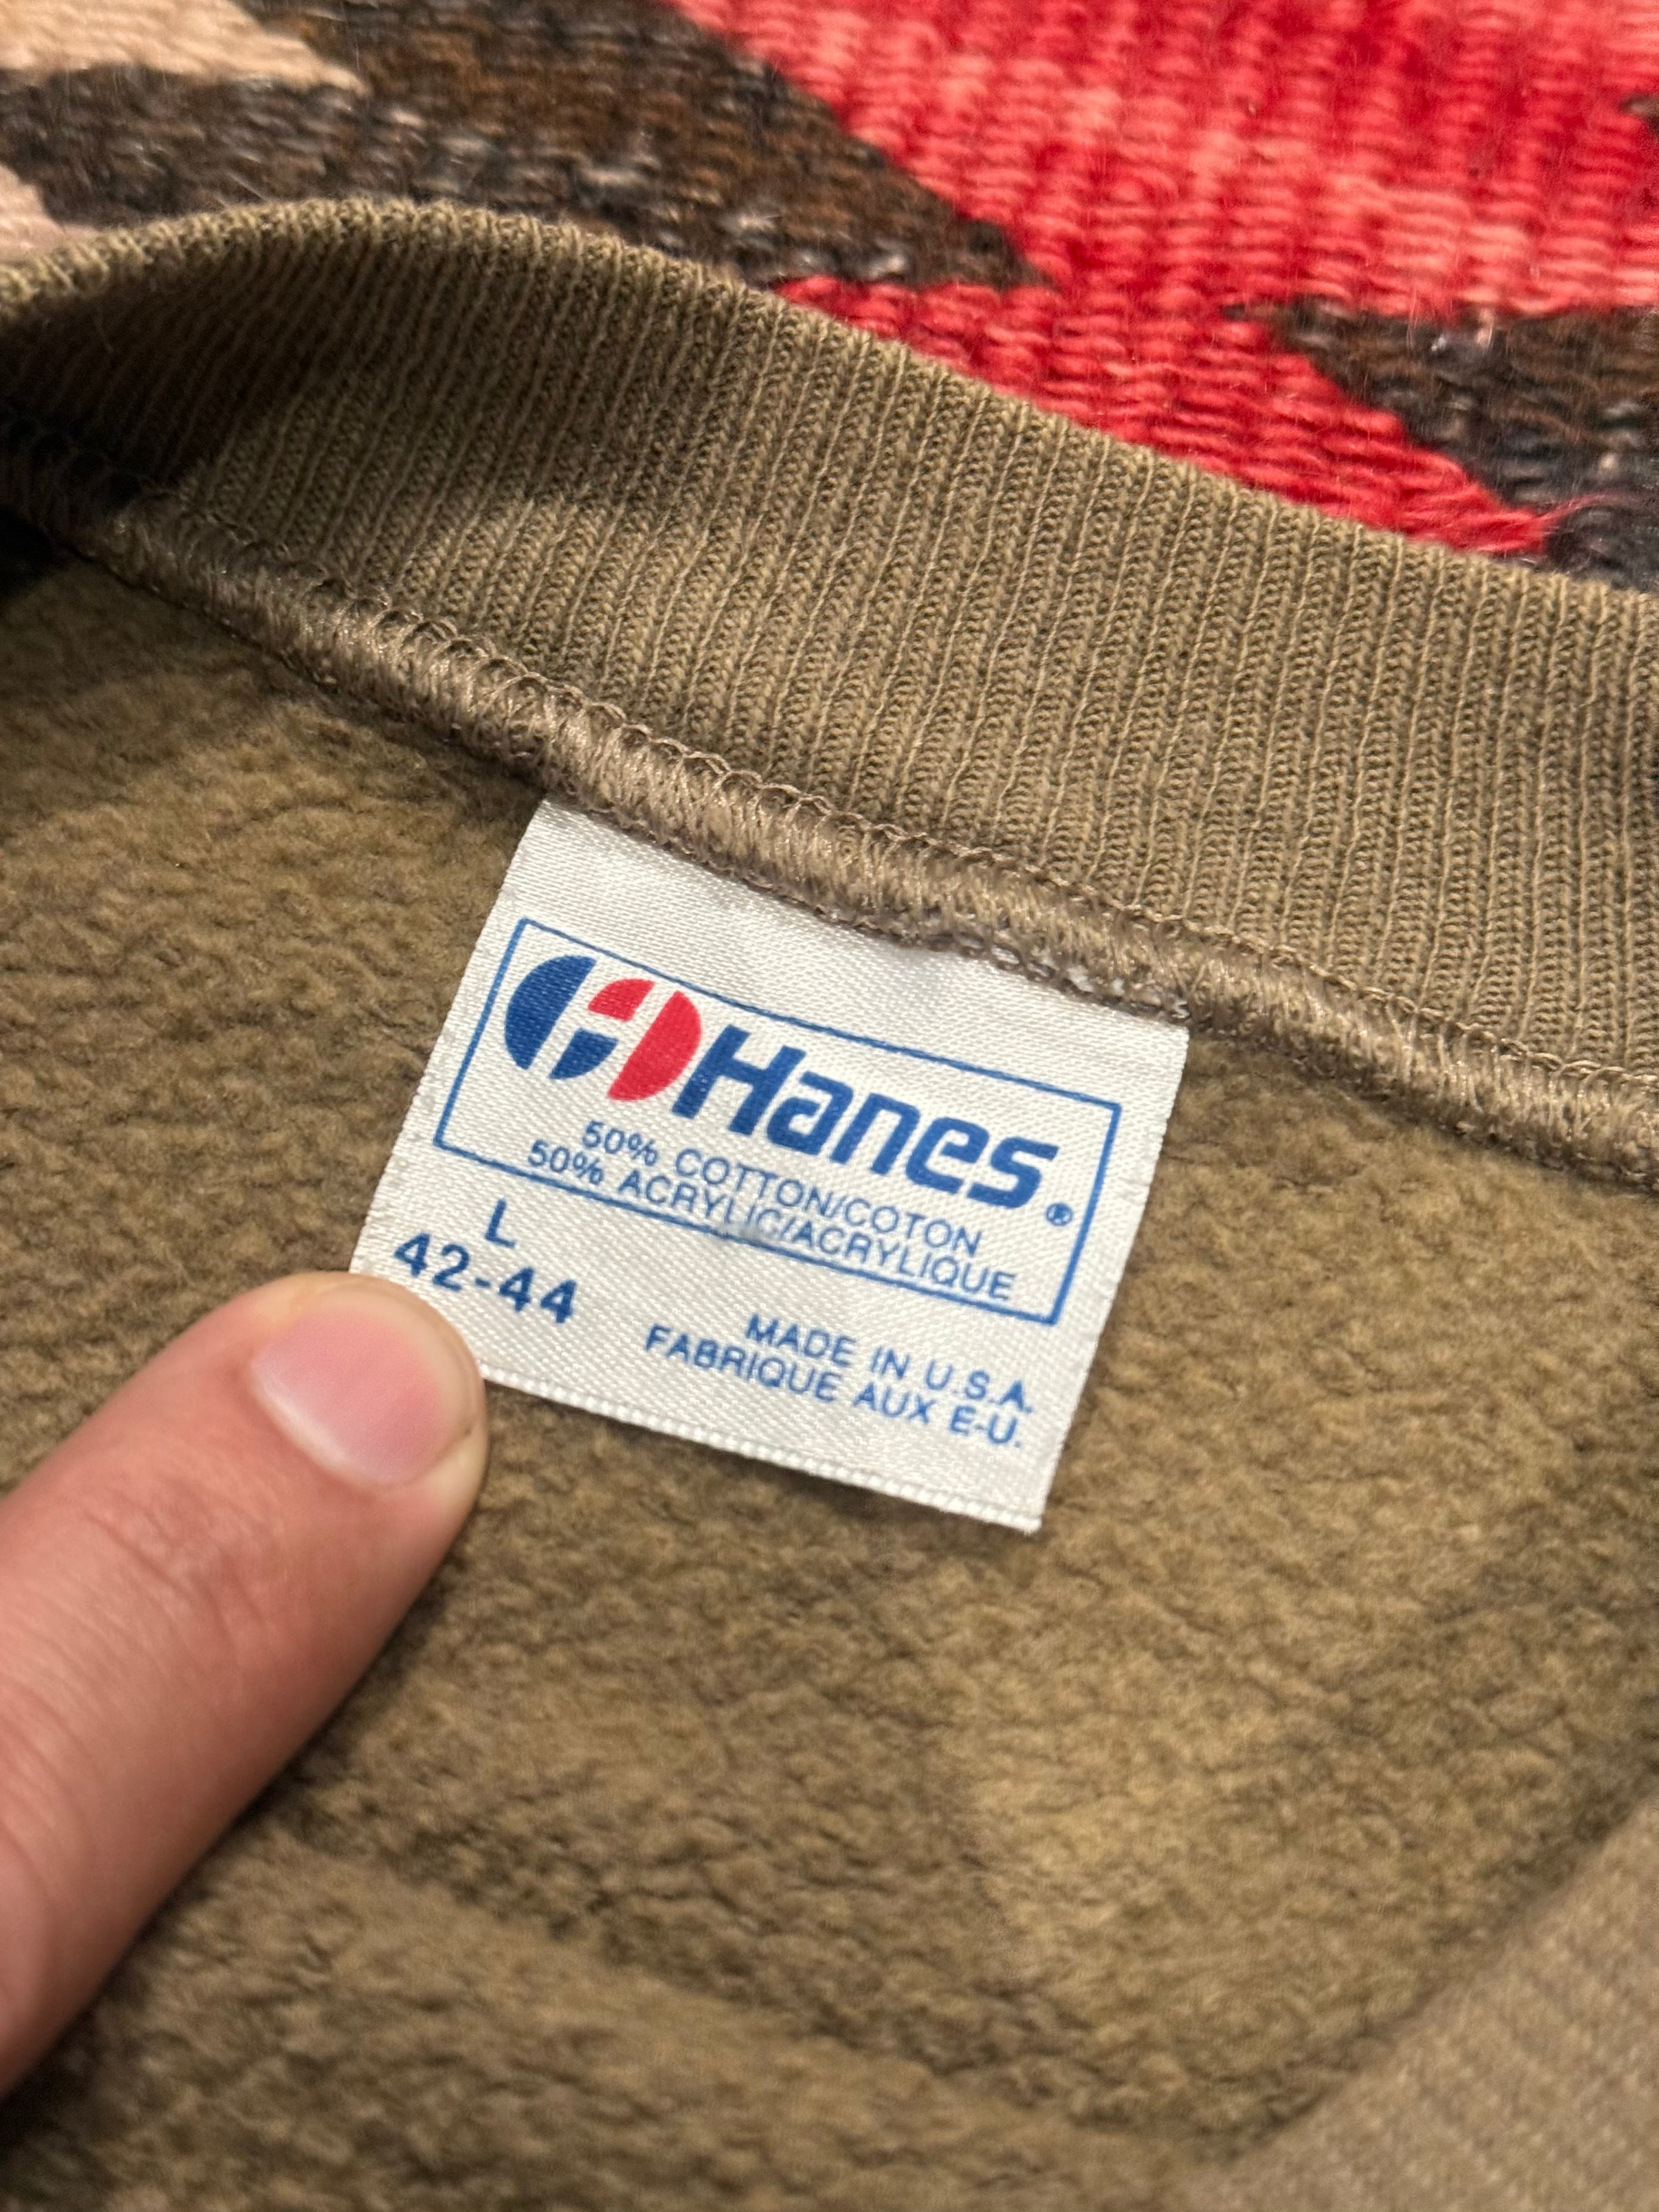 Hanes®
50% COTTON/COTON
50% ACRYLIC/ACRYLIQUE
L
42-44
MADE IN U.S.A.
FABRIQUE AUX E-U.